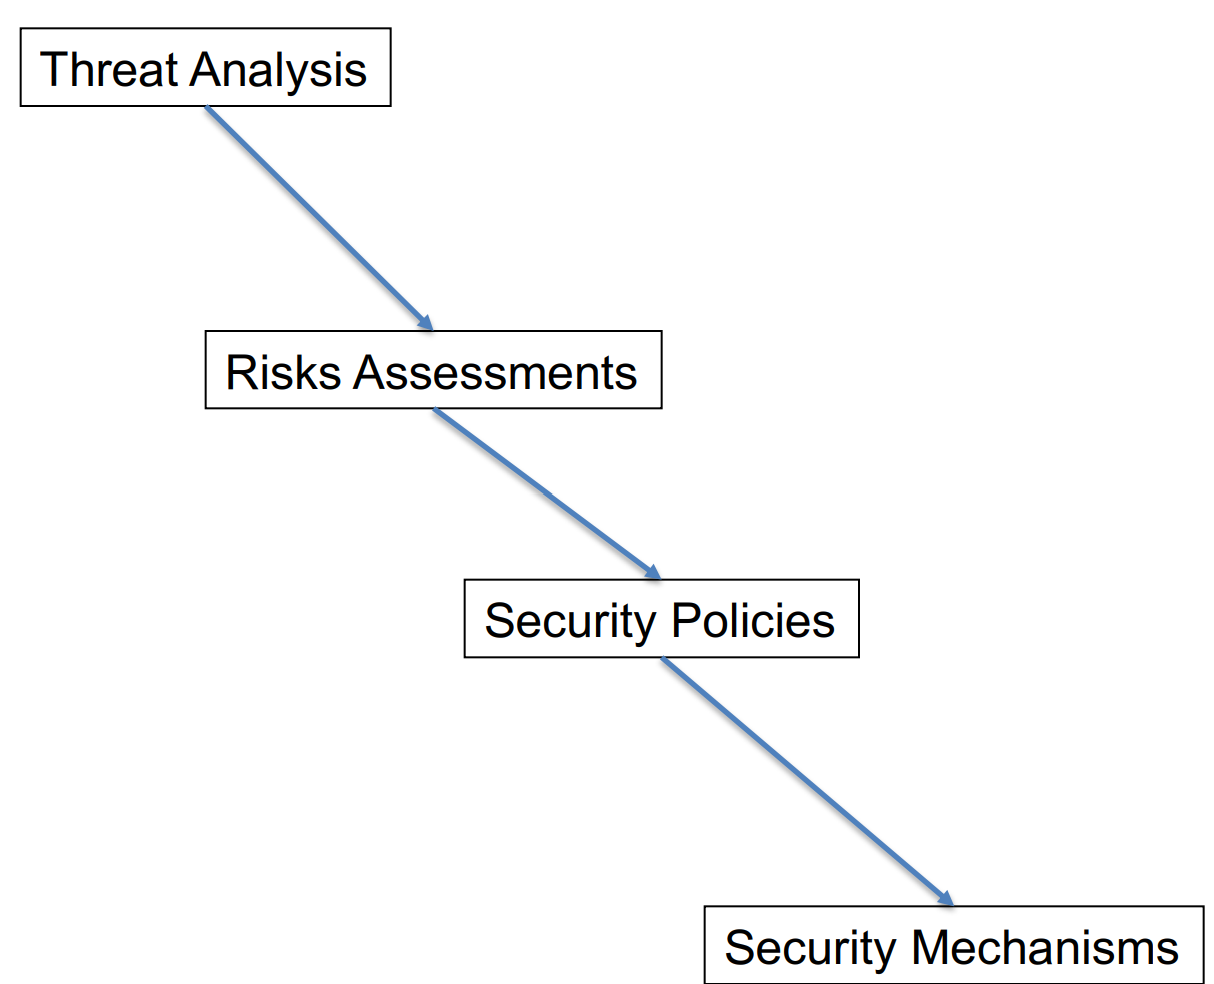 Threat Analysis
Risks Assessments
Security Policies
Security Mechanisms